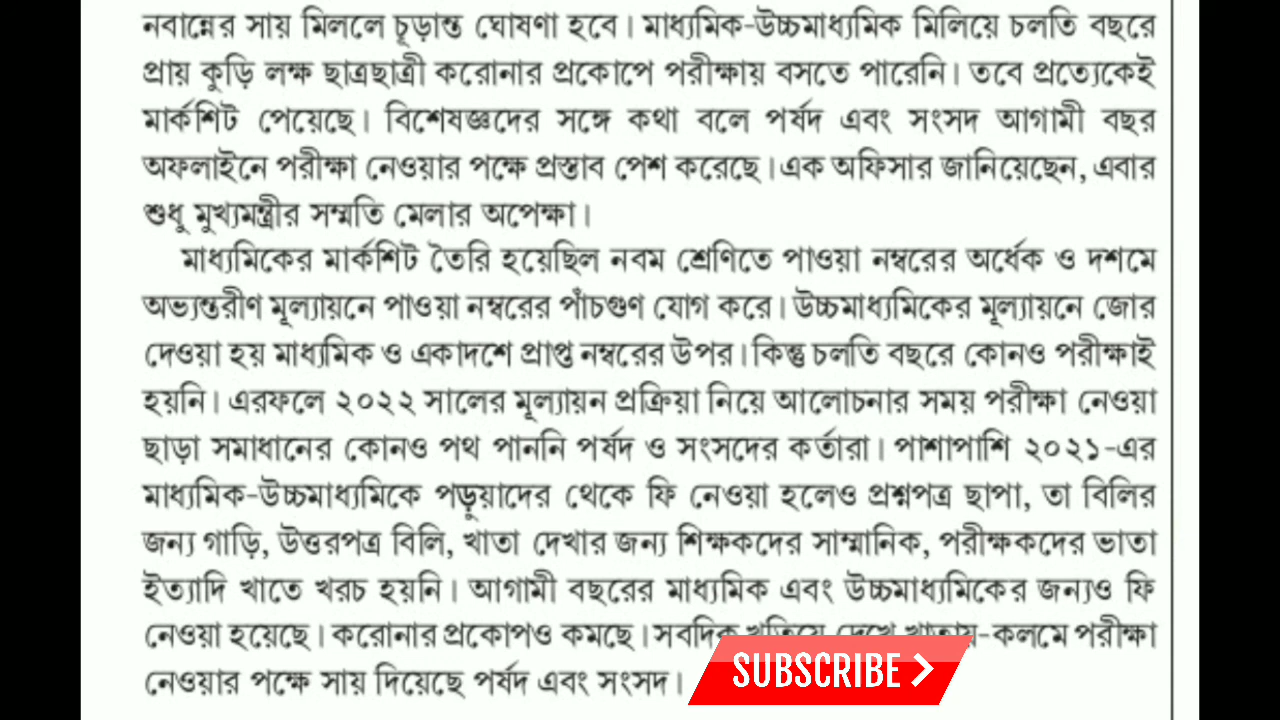 নবান্নের সায় মিললে চূড়ান্ত ঘোষণা হবে। মাধ্যমিক-উচ্চমাধ্যমিক মিলিয়ে চলতি বছরে
প্রায় কুড়ি লক্ষ ছাত্রছাত্রী করোনার প্রকোপে পরীক্ষায় বসতে পারেনি। তবে প্রত্যেকেই
মার্কশিট পেয়েছে। বিশেষজ্ঞদের সঙ্গে কথা বলে পর্ষদ এবং সংসদ আগামী বছর
অফলাইনে পরীক্ষা নেওয়ার পক্ষে প্রস্তাব পেশ করেছে। এক অফিসার জানিয়েছেন, এবার
শুধু মুখ্যমন্ত্রীর সম্মতি মেলার অপেক্ষা।
মাধ্যমিকের মার্কশিট তৈরি হয়েছিল নবম শ্রেণিতে পাওয়া নম্বরের অর্ধেক ও দশমে
অভ্যন্তরীণ মূল্যায়নে পাওয়া নম্বরের পাঁচগুণ যোগ করে। উচ্চমাধ্যমিকের মূল্যায়নে জোর
দেওয়া হয় মাধ্যমিক ও একাদশে প্রাপ্ত নম্বরের উপর। কিন্তু চলতি বছরে কোনও পরীক্ষাই
হয়নি। এরফলে ২০২২ সালের মূল্যায়ন প্রক্রিয়া নিয়ে আলোচনার সময় পরীক্ষা নেওয়া
ছাড়া সমাধানের কোনও পথ পাননি পর্ষদ ও সংসদের কর্তারা। পাশাপাশি ২০২১-এর
মাধ্যমিক-উচ্চমাধ্যমিকে পড়ুয়াদের থেকে ফি নেওয়া হলেও প্রশ্নপত্র ছাপা, তা বিলির
জন্য গাড়ি, উত্তরপত্র বিলি, খাতা দেখার জন্য শিক্ষকদের সাম্মানিক, পরীক্ষকদের ভাতা
ইত্যাদি খাতে খরচ হয়নি। আগামী বছরের মাধ্যমিক এবং উচ্চমাধ্যমিকের জন্যও ফি
নেওয়া হয়েছে। করোনার প্রকোপও কমছে। সবদিক খতিয়ে দেখে খাতায়-কলমে পরীক্ষা
নেওয়ার পক্ষে সায় দিয়েছে পর্ষদ এবং সংসদ।
SUBSCRIBE